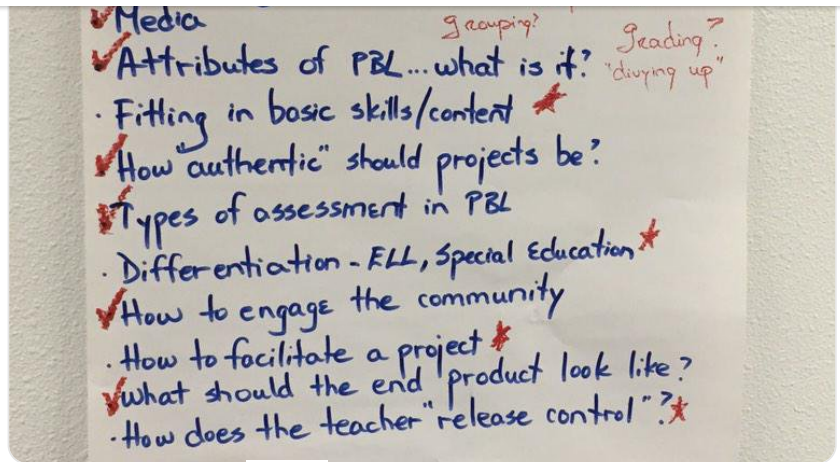 Media
grouping?
Grading?
"divying up"
Attributes of PBL...what is it?
· Fitting in basic skills/content
How "authentic" should projects be?
Types of assessment in PBL
· Differentiation - ELL, Special Education
How to engage the community
· How to facilitate a project
What should the end product look like?
· How does the teacher "release control"?